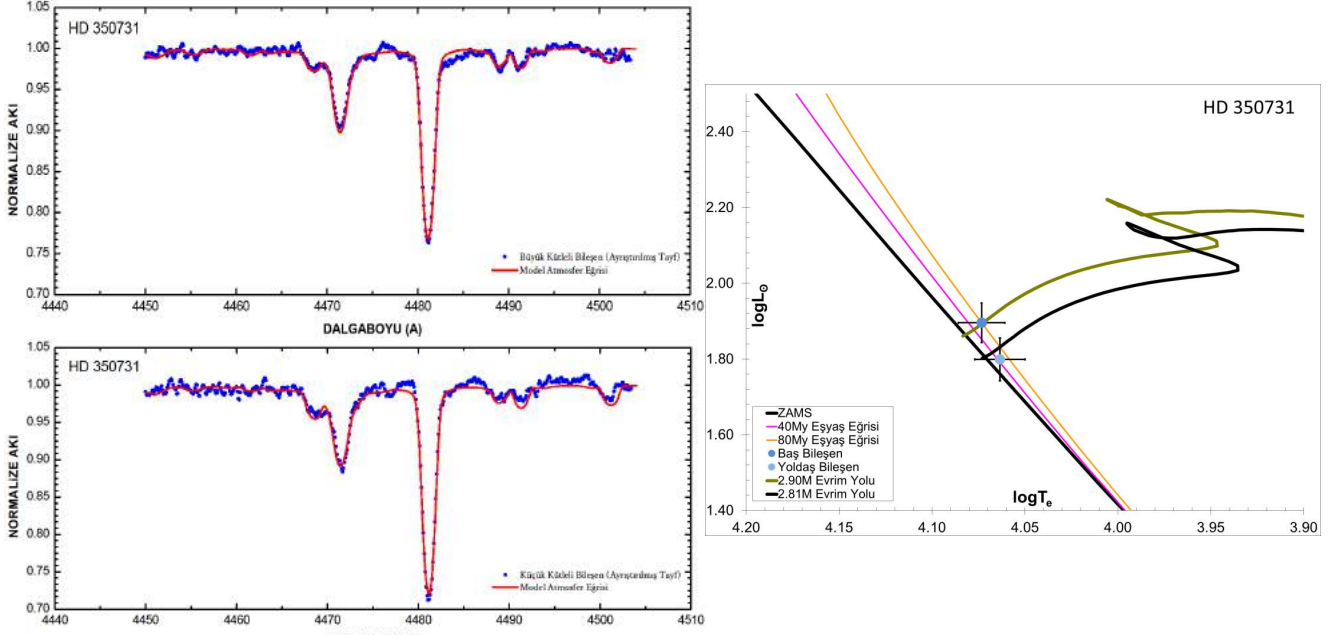 HD 350731
1.05
1.00
0.95
0.90
0.85
0.80
0.75
0.70
NORMALİZE AKI
Büyük Kütleli Bileşen (Ayrıştırılmış Tayf)
Model Atmosfer Eğrisi
4440 4450 4460 4470 4480 4490 4500 4510
DALGABOYU (A)
HD 350731
1.05
1.00
0.95
0.90
0.85
0.80
0.75
0.70
NORMALİZE AKI
Küçük Kütleli Bileşen (Ayrıştırılmış Tayf)
Model Atmosfer Eğrisi
4440 4450 4460 4470 4480 4490 4500 4510
HD 350731
2.40
2.20
2.00
1.80
1.60
1.40
logL⊙
ZAMS
40My Eşyaş Eğrisi
80My Eşyaş Eğrisi
Baş Bileşen
Yoldaş Bileşen
2.90M Evrim Yolu
2.81M Evrim Yolu
logTe
4.20 4.15 4.10 4.05 4.00 3.95 3.90